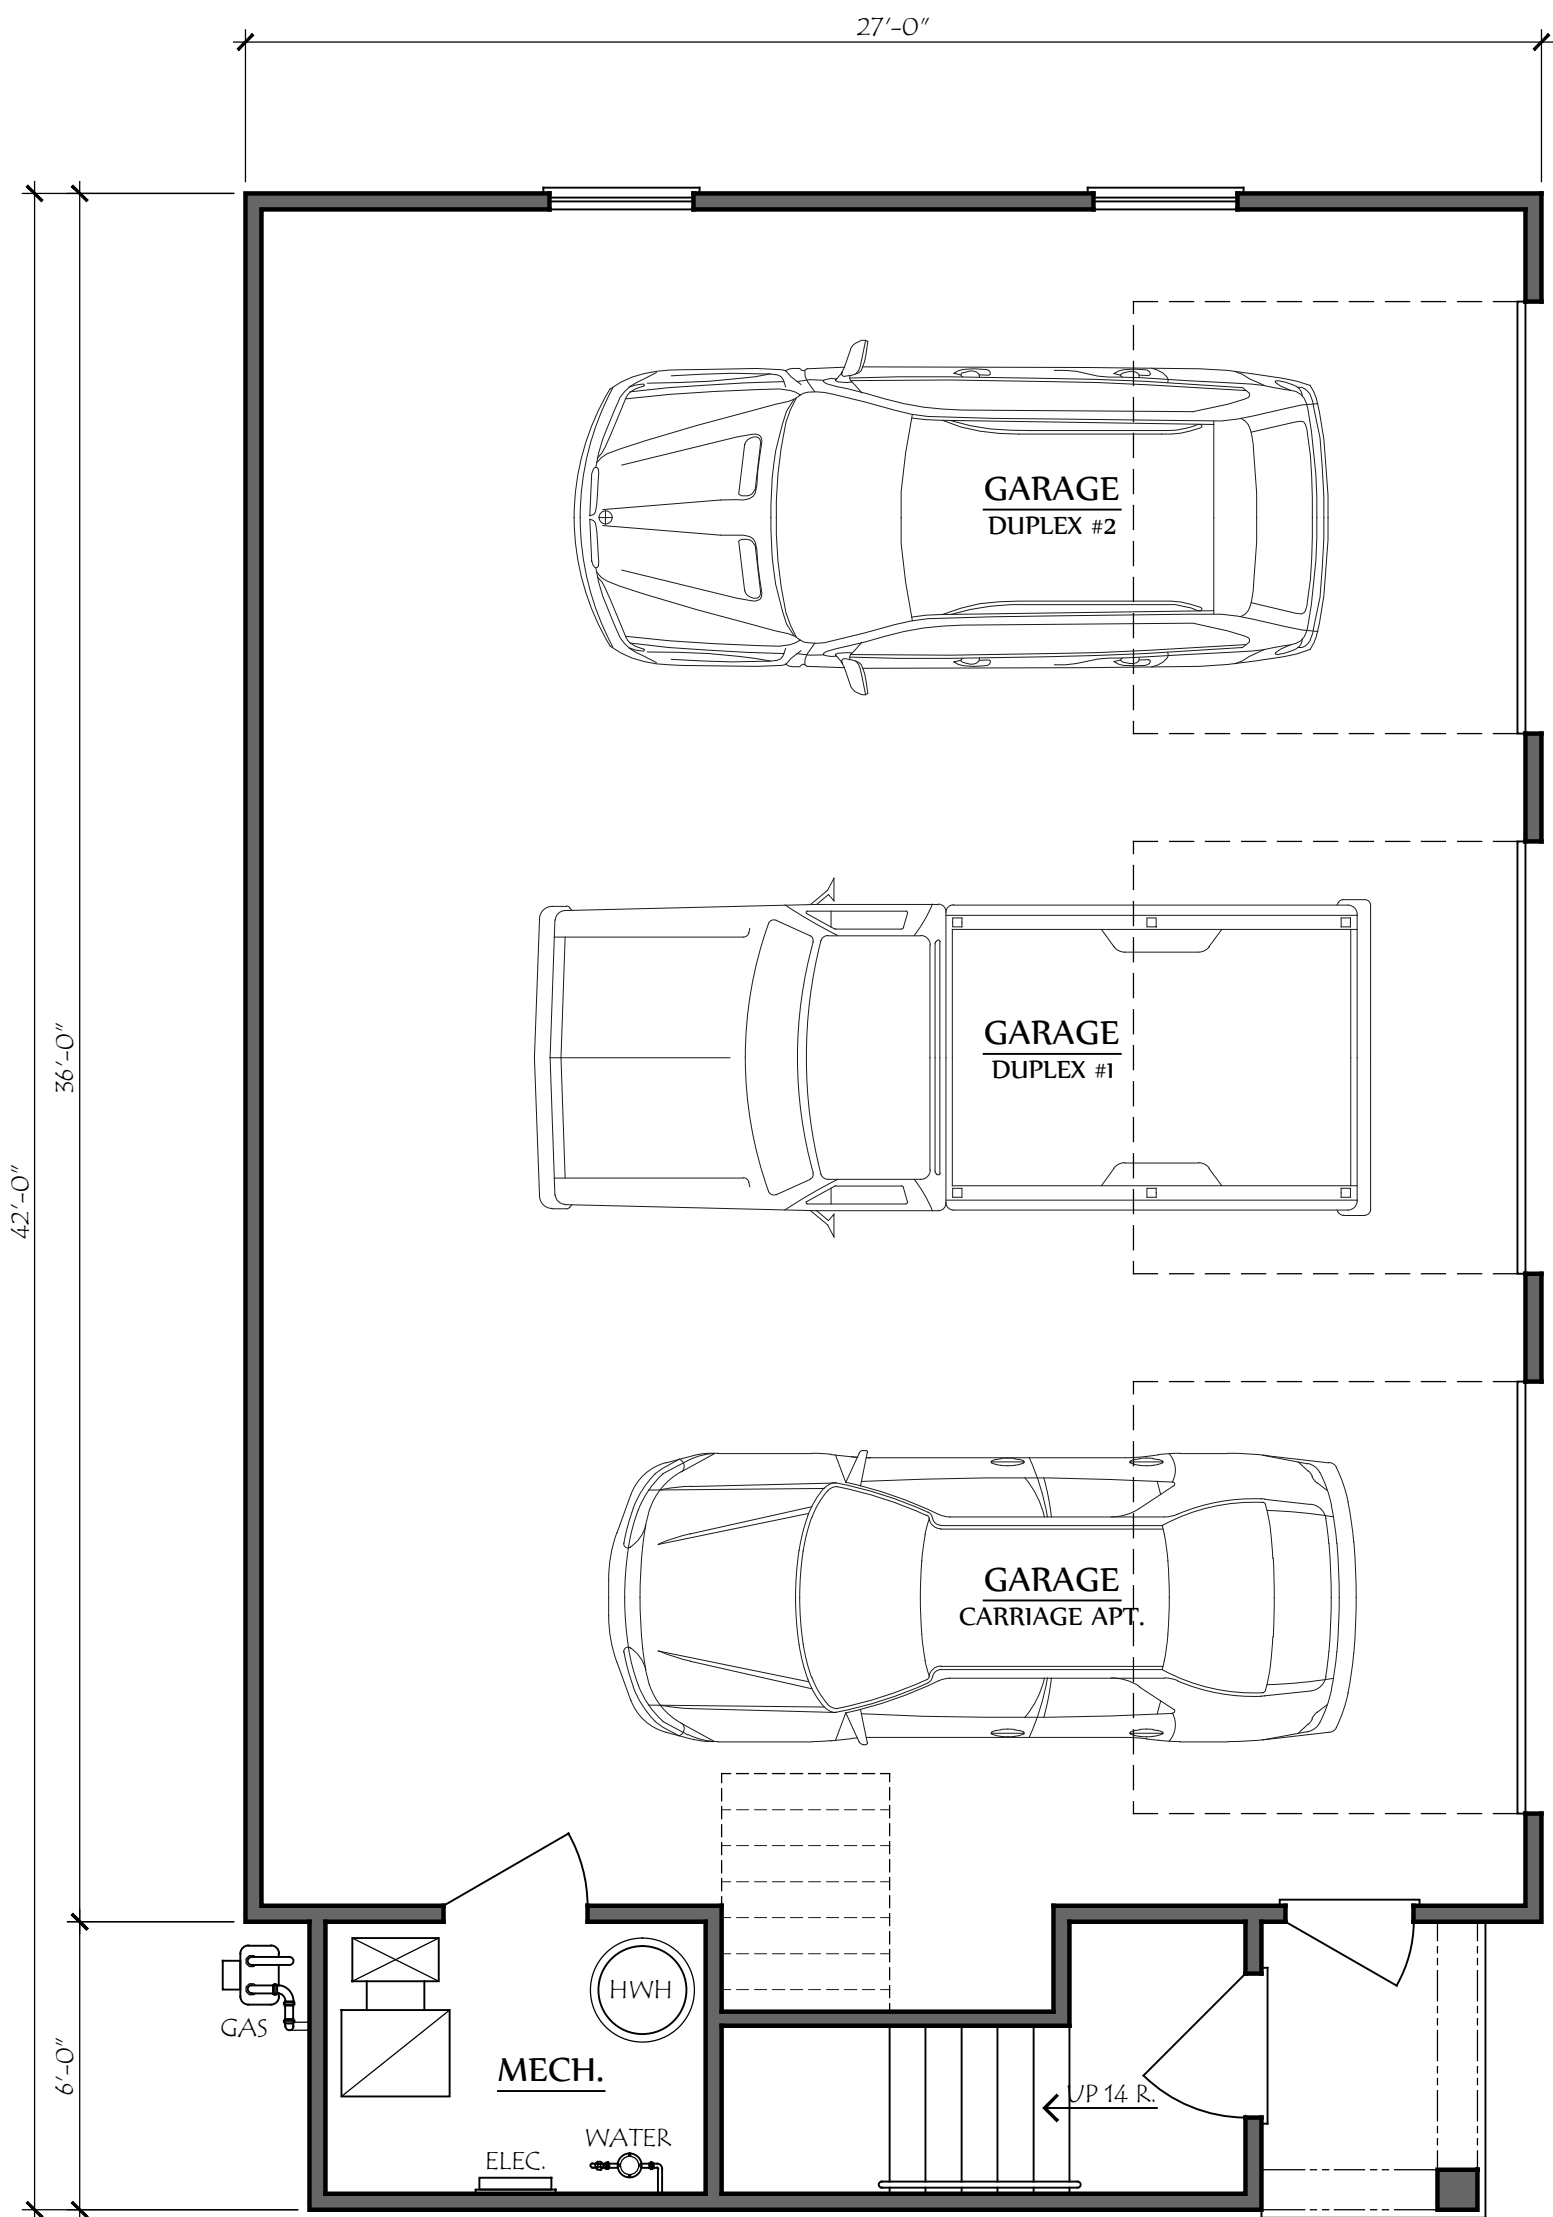 27'-0"
GARAGE
DUPLEX #2
36'-0"
GARAGE
DUPLEX #1
42'-0"
GARAGE
CARRIAGE APT.
HWH
GAS
MECH.
6'-0"
UP 14 R.
WATER
ELEC.